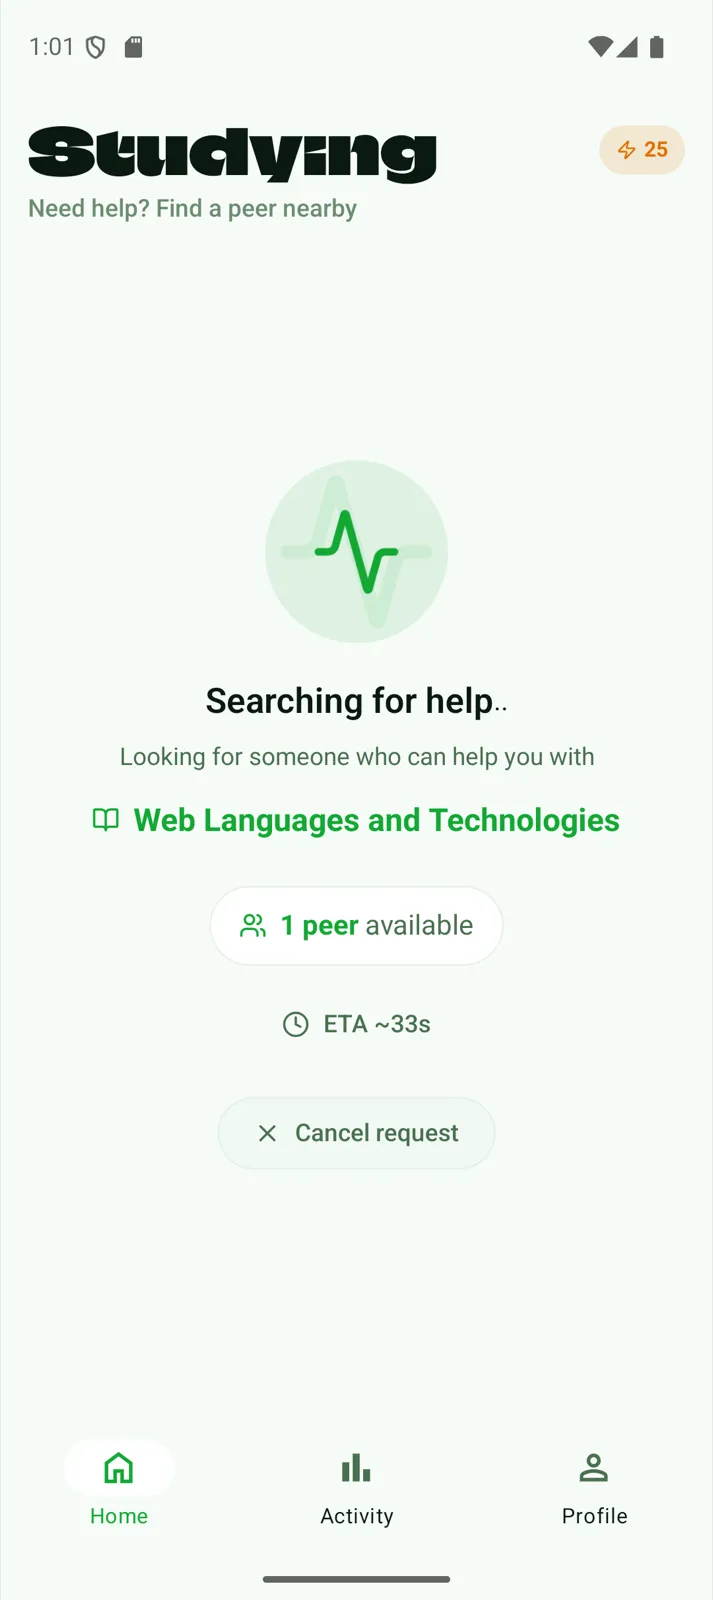 1:01
Studying
25
Need help? Find a peer nearby
Searching for help..
Looking for someone who can help you with
Web Languages and Technologies
1 peer available
ETA ~33s
Cancel request
Home
Activity
Profile